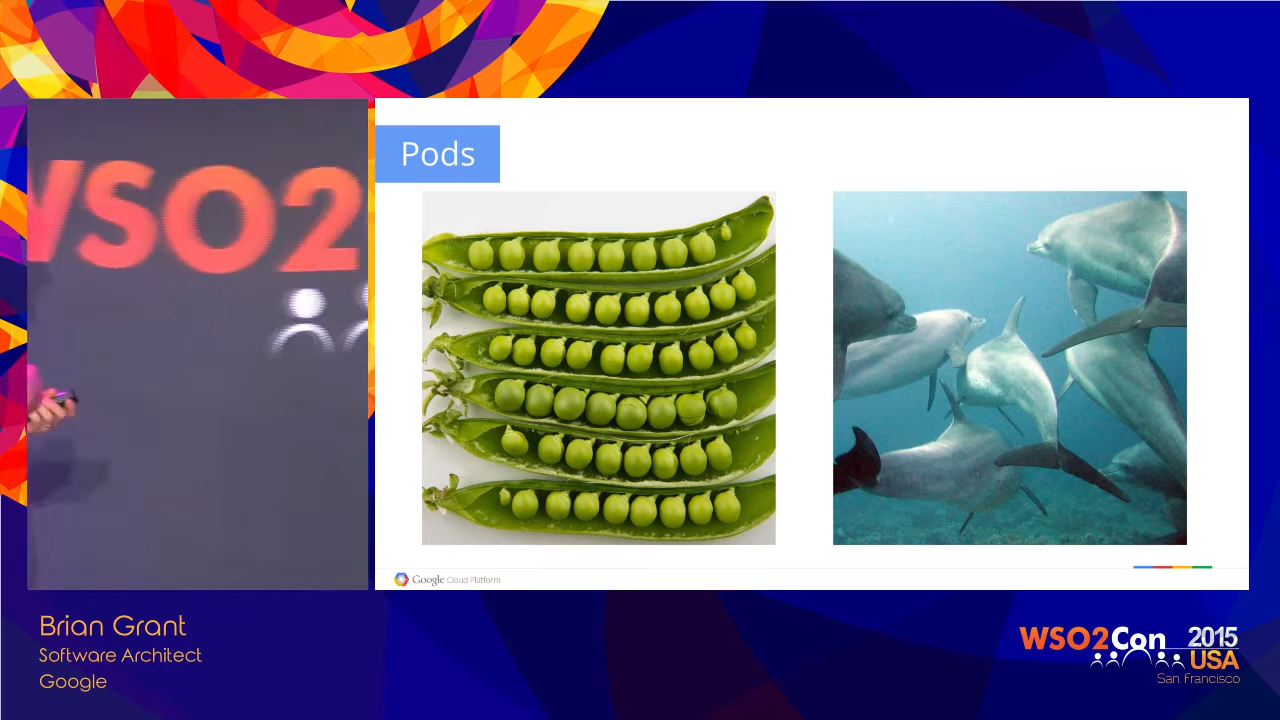 WSO2
Pods
Google Cloud Platform
Brian Grant
Software Architect
Google
WSO2Con 2015
USA
San Francisco